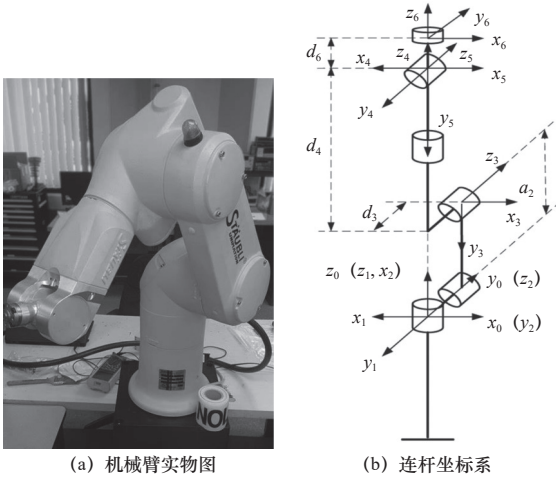 z₆
y₆
x₆
d₆
x₄
z₄
z₅
x₅
y₄
y₅
d₄
z₃
a₂
d₃
x₃
y₃
z₀ (z₁, x₂)
y₀ (z₂)
x₁
x₀ (y₂)
y₁
STÄUBLI
NO
(a) 机械臂实物图
(b) 连杆坐标系